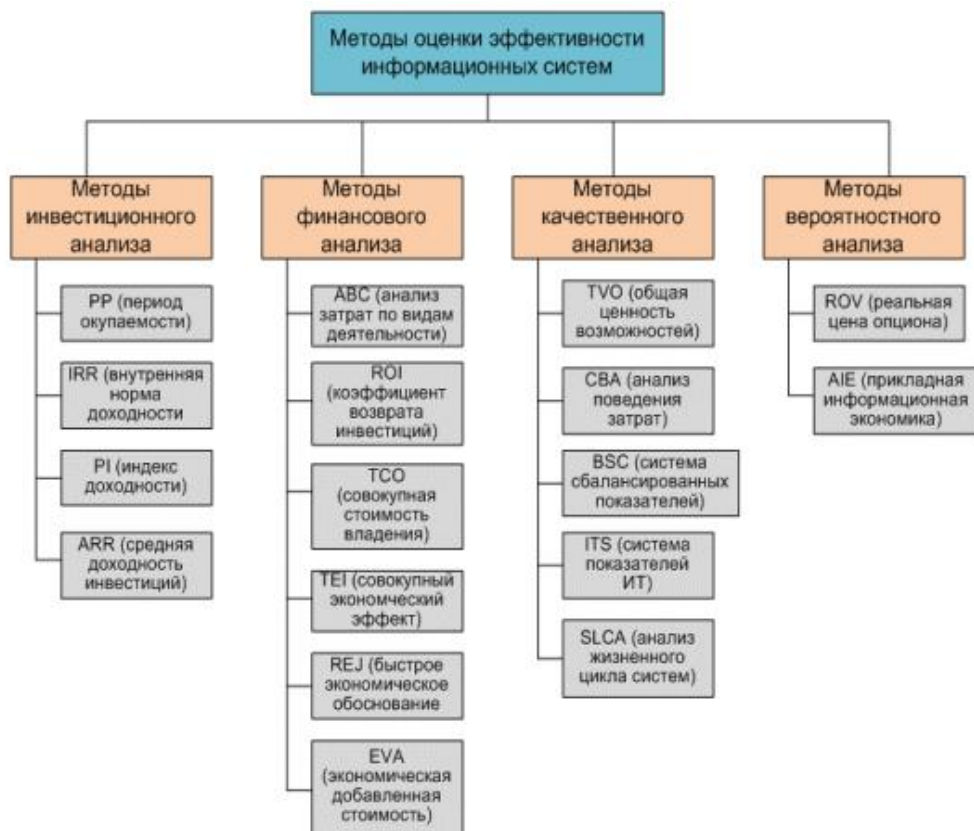 Методы оценки эффективности
информационных систем
Методы
инвестиционного
анализа
PP (период
окупаемости)
IRR (внутренняя
норма
доходности
PI (индекс
доходности)
ARR (средняя
доходность
инвестиций)
Методы
финансового
анализа
ABC (анализ
затрат по видам
деятельности)
ROI
(коэффициент
возврата
инвестиций)
TCO
(совокупная
стоимость
владения)
TEI (совокупный
экономческий
эффект)
REJ (быстрое
экономическое
обоснование
EVA
(экономическая
добавленная
стоимость)
Методы
качественного
анализа
TVO (общая
ценность
возможностей)
CBA (анализ
поведения
затрат)
BSC (система
сбалансированных
показателей)
ITS (система
показателей
ИТ)
SLCA (анализ
жизненного
цикла систем)
Методы
вероятностного
анализа
ROV (реальная
цена опциона)
AIE (прикладная
информационная
экономика)